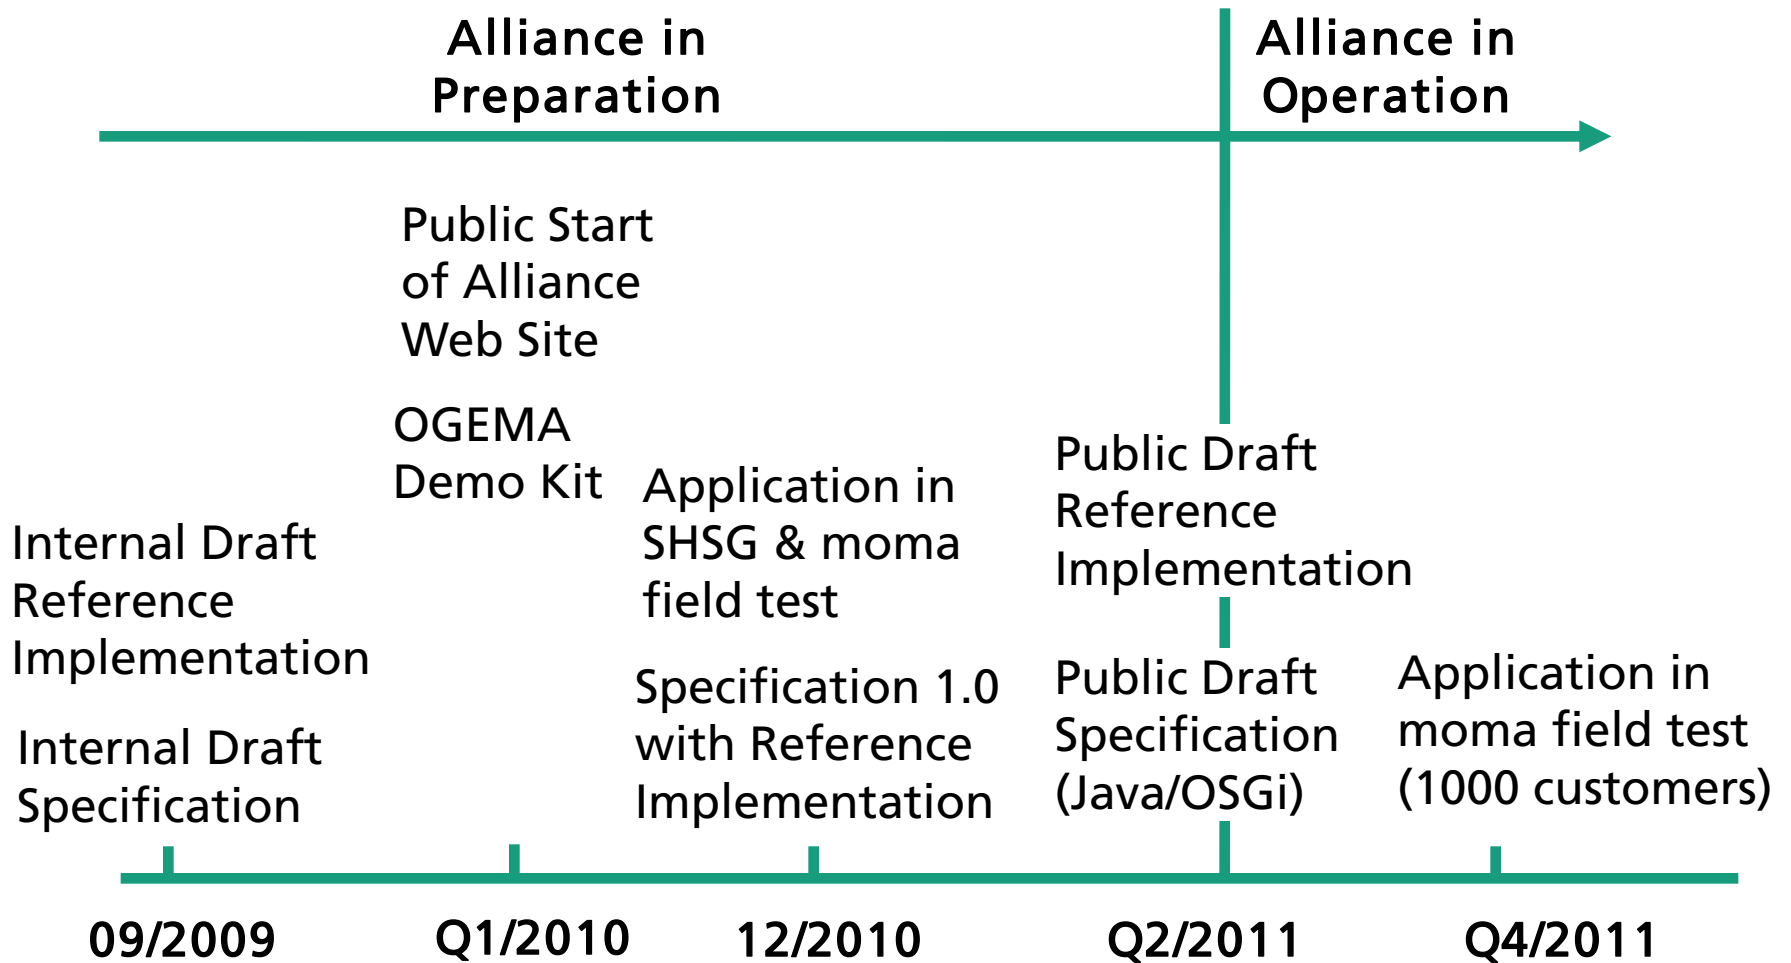 Alliance in
Preparation
Alliance in
Operation
Public Start
of Alliance
Web Site
OGEMA
Demo Kit
Internal Draft
Reference
Implementation
Internal Draft
Specification
Application in
SHSG & moma
field test
Specification 1.0
with Reference
Implementation
Public Draft
Reference
Implementation
Public Draft
Specification
(Java/OSGi)
Application in
moma field test
(1000 customers)
09/2009
Q1/2010
12/2010
Q2/2011
Q4/2011